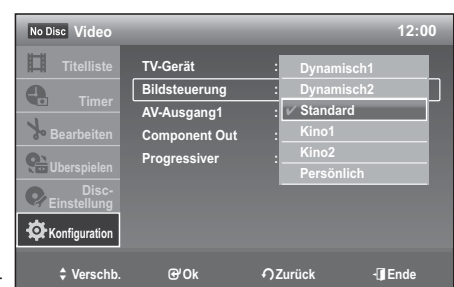 No Disc Video 12:00
Titelliste
Timer
Bearbeiten
Uberspielen
Disc-
Einstellung
Konfiguration
TV-Gerät :
Bildsteuerung :
AV-Ausgang1 :
Component Out :
Progressiver :
Dynamisch1
Dynamisch2
✔ Standard
Kino1
Kino2
Persönlich
Verschb. Ok Zurück Ende